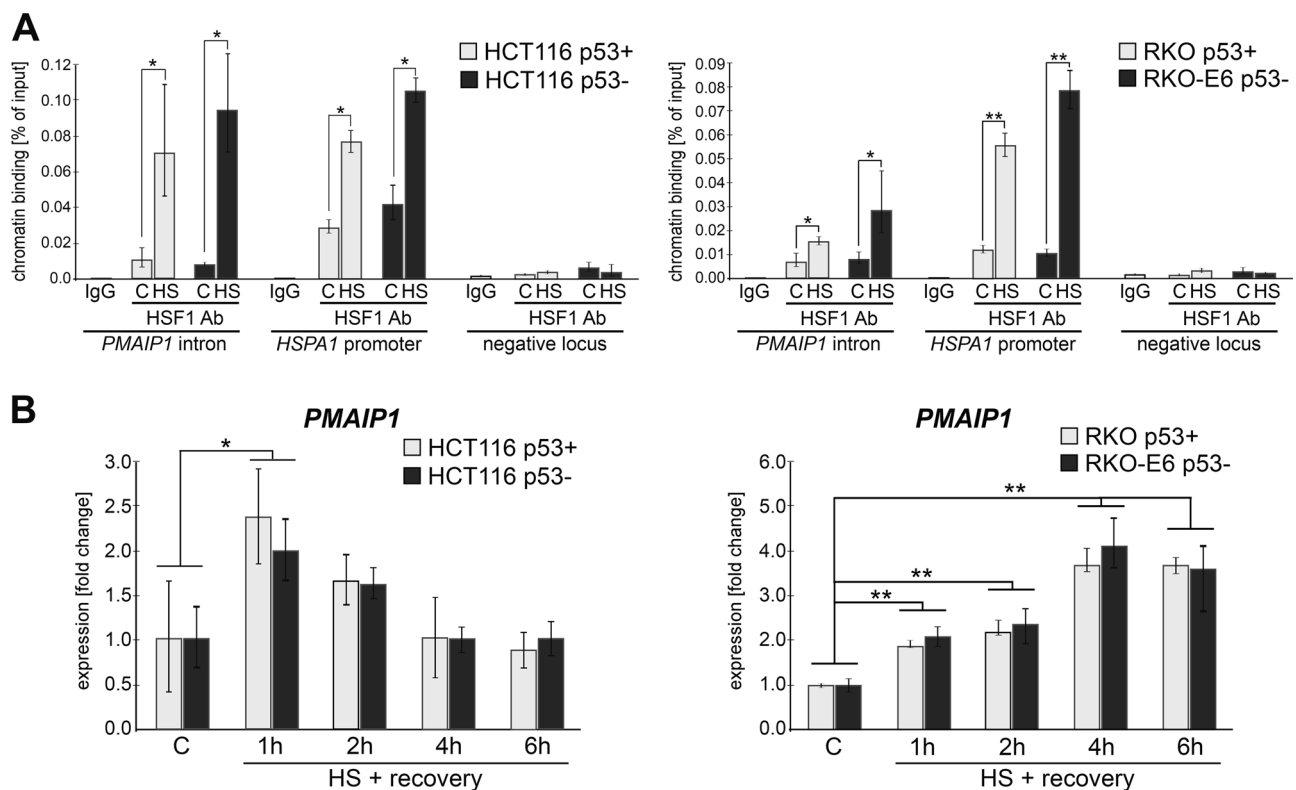 A
HCT116 p53+
HCT116 p53-
chromatin binding [% of input]
0.12
0.10
0.08
0.06
0.04
0.02
0.0
* * * *
IgG C HS C HS IgG C HS C HS C HS C HS
HSF1 Ab HSF1 Ab HSF1 Ab
PMAIP1 intron HSPA1 promoter negative locus
RKO p53+
RKO-E6 p53-
chromatin binding [% of input]
0.09
0.08
0.07
0.06
0.05
0.04
0.03
0.02
0.01
0.00
* * ** **
IgG C HS C HS IgG C HS C HS IgG C HS C HS
HSF1 Ab HSF1 Ab HSF1 Ab
PMAIP1 intron HSPA1 promoter negative locus
B
PMAIP1
HCT116 p53+
HCT116 p53-
expression [fold change]
3.0
2.5
2.0
1.5
1.0
0.5
0.0
*
C 1h 2h 4h 6h
HS + recovery
PMAIP1
RKO p53+
RKO-E6 p53-
expression [fold change]
6.0
5.0
4.0
3.0
2.0
1.0
0.0
**
**
**
C 1h 2h 4h 6h
HS + recovery